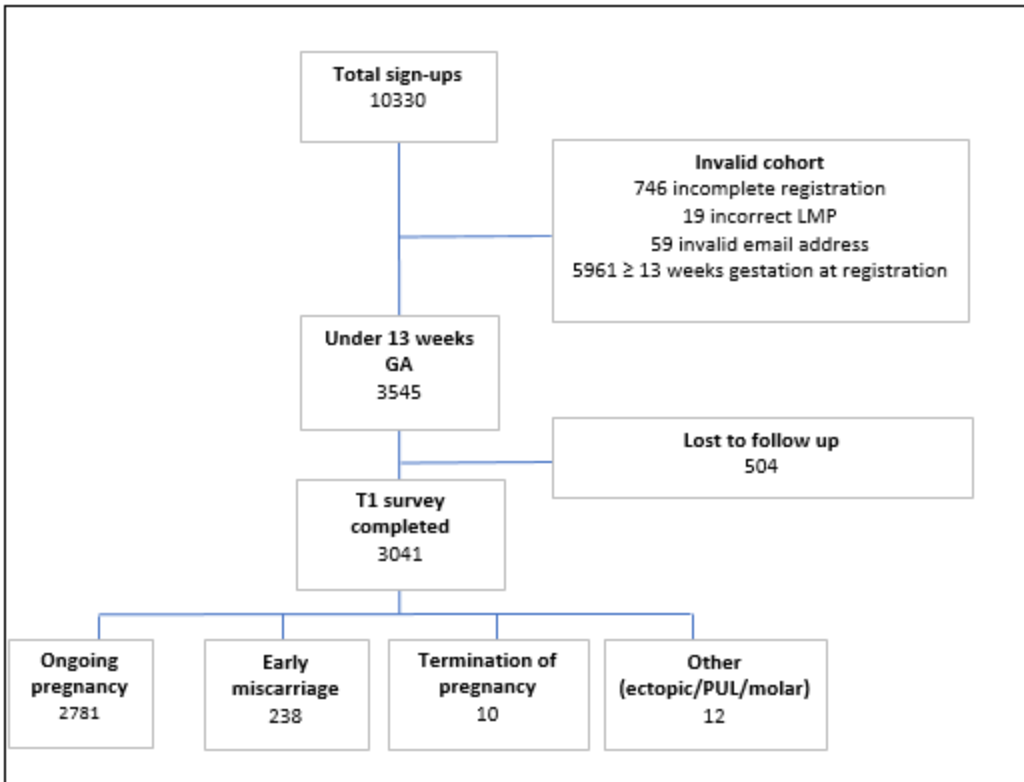 Total sign-ups
10330
Invalid cohort
746 incomplete registration
19 incorrect LMP
59 invalid email address
5961 ≥ 13 weeks gestation at registration
Under 13 weeks
GA
3545
Lost to follow up
504
T1 survey
completed
3041
Ongoing
pregnancy
2781
Early
miscarriage
238
Termination of
pregnancy
10
Other
(ectopic/PUL/molar)
12